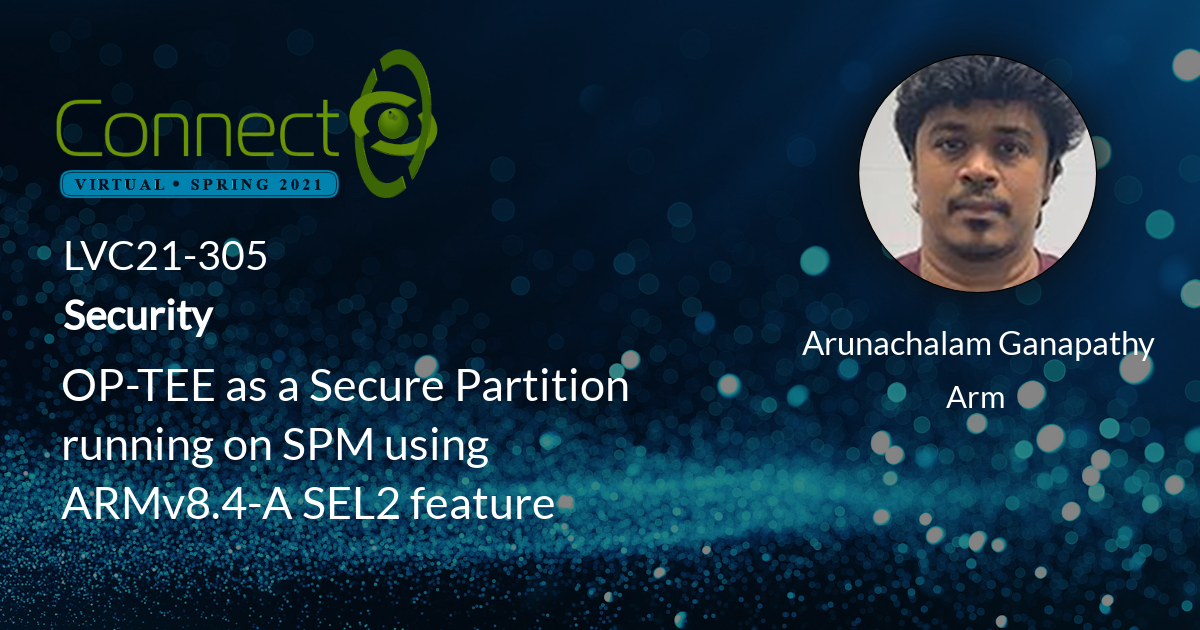 Connect
VIRTUAL • SPRING 2021
LVC21-305
Security
OP-TEE as a Secure Partition
running on SPM using
ARMv8.4-A SEL2 feature
Arunachalam Ganapathy
Arm